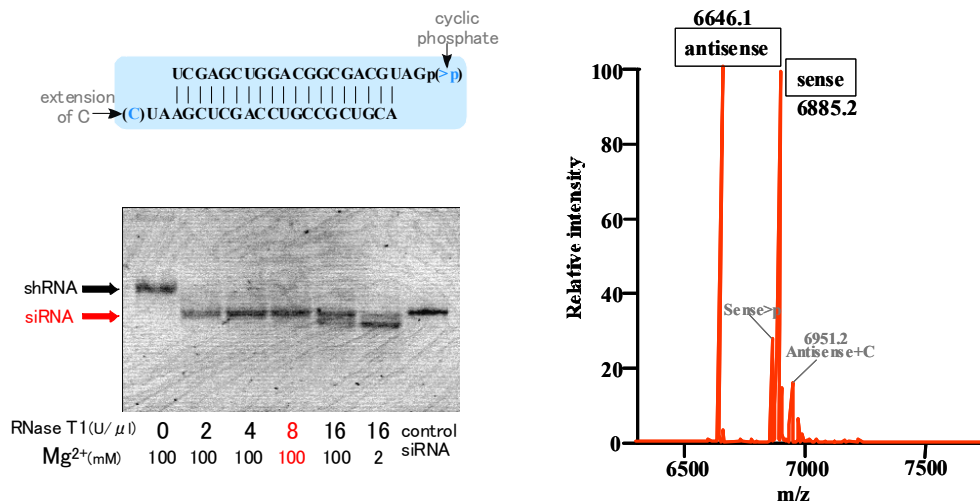 cyclic
phosphate
UCGAGCUGGACGGCGACGUAGp(>p)
extension
of C
(C)UAAGCUCGACCUGCCGCUGCA
shRNA
siRNA
RNase T1(U/μl) 0 2 4 8 16 16 control
siRNA
Mg²⁺(mM) 100 100 100 100 100 2
6646.1
antisense
sense
6885.2
100
80
60
40
20
0
Relative intensity
Sense>p
6951.2
Antisense+C
6500 7000 7500
m/z